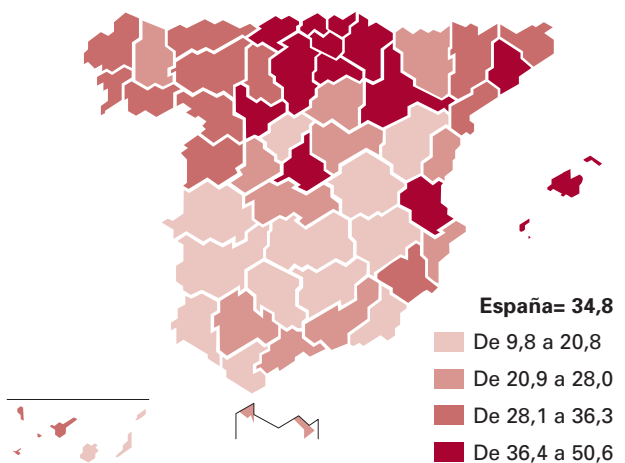 España= 34,8
De 9,8 a 20,8
De 20,9 a 28,0
De 28,1 a 36,3
De 36,4 a 50,6